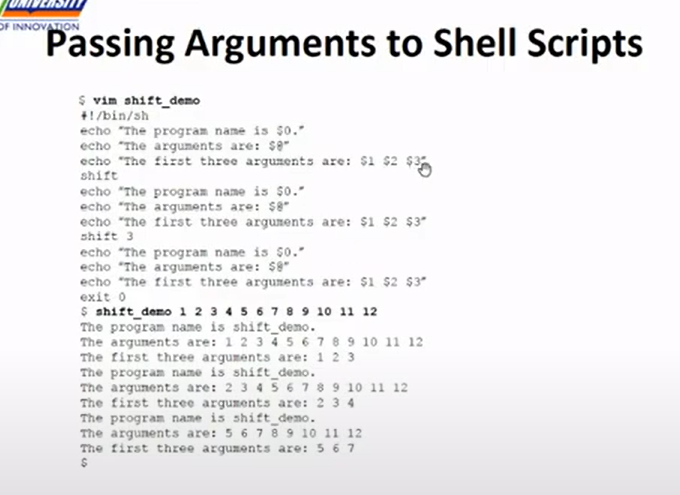 UNIVERSITY
OF INNOVATION
Passing Arguments to Shell Scripts
$ vim shift_demo
#!/bin/sh
echo "The program name is $0."
echo "The arguments are: $@"
echo "The first three arguments are: $1 $2 $3"
shift
echo "The program name is $0."
echo "The arguments are: $@"
echo "The first three arguments are: $1 $2 $3"
shift 3
echo "The program name is $0."
echo "The arguments are: $@"
echo "The first three arguments are: $1 $2 $3"
exit 0
$ shift_demo 1 2 3 4 5 6 7 8 9 10 11 12
The program name is shift_demo.
The arguments are: 1 2 3 4 5 6 7 8 9 10 11 12
The first three arguments are: 1 2 3
The program name is shift_demo.
The arguments are: 2 3 4 5 6 7 8 9 10 11 12
The first three arguments are: 2 3 4
The program name is shift_demo.
The arguments are: 5 6 7 8 9 10 11 12
The first three arguments are: 5 6 7
$